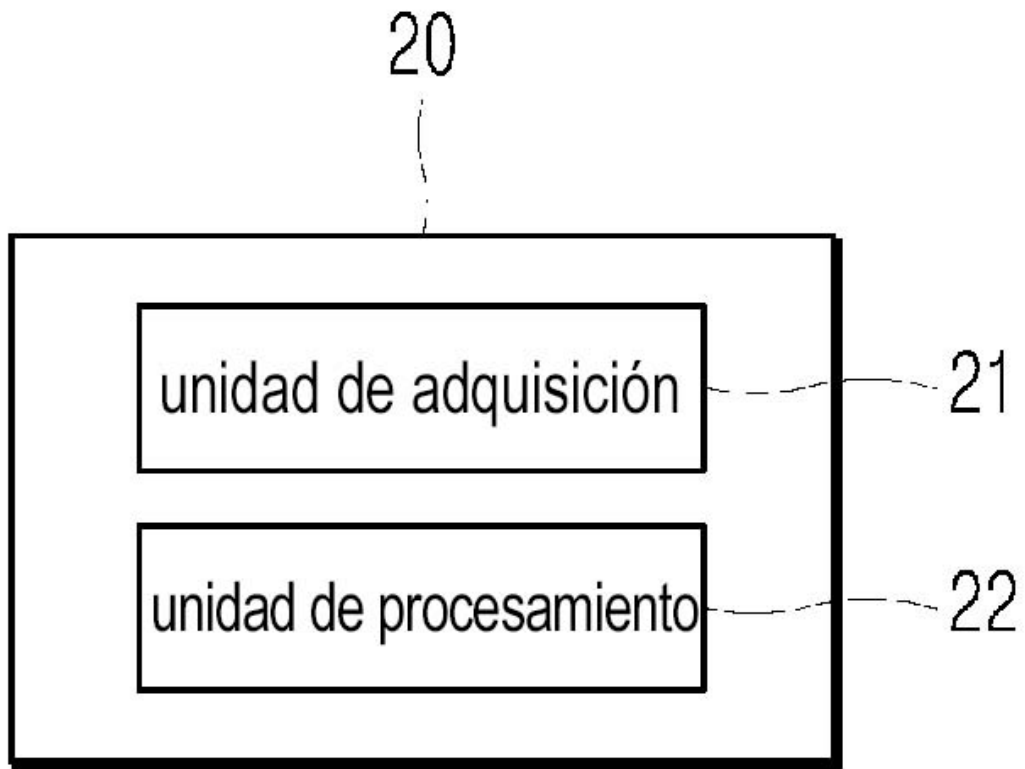 20
unidad de adquisición
21
unidad de procesamiento
22